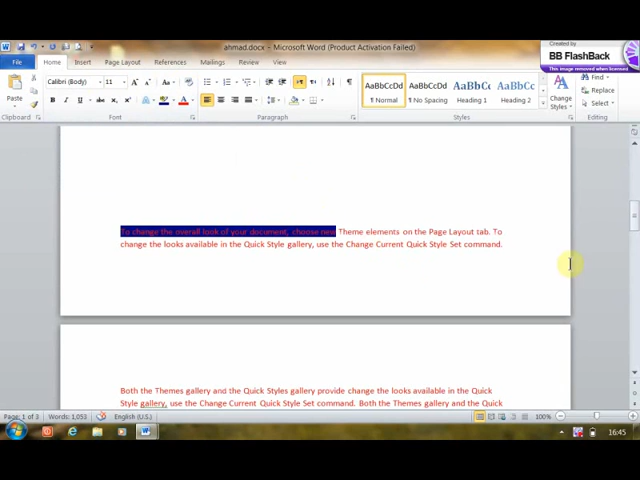 ahmad.docx - Microsoft Word (Product Activation Failed)
Created by
BB FlashBack
This image removed when licensed
File Home Insert Page Layout References Mailings Review View
Calibri (Body) 11
Paste
Clipboard Font Paragraph Styles Editing
AaBbCcDd AaBbCcDd AaBbCc AaBbCc
¶ Normal ¶ No Spacing Heading 1 Heading 2
Change Styles
Find
Replace
Select
To change the overall look of your document, choose new Theme elements on the Page Layout tab. To
change the looks available in the Quick Style gallery, use the Change Current Quick Style Set command.
Both the Themes gallery and the Quick Styles gallery provide change the looks available in the Quick
Style gallery, use the Change Current Quick Style Set command. Both the Themes gallery and the Quick
Page: 1 of 3 Words: 1,053 English (U.S.) 100%
16:45